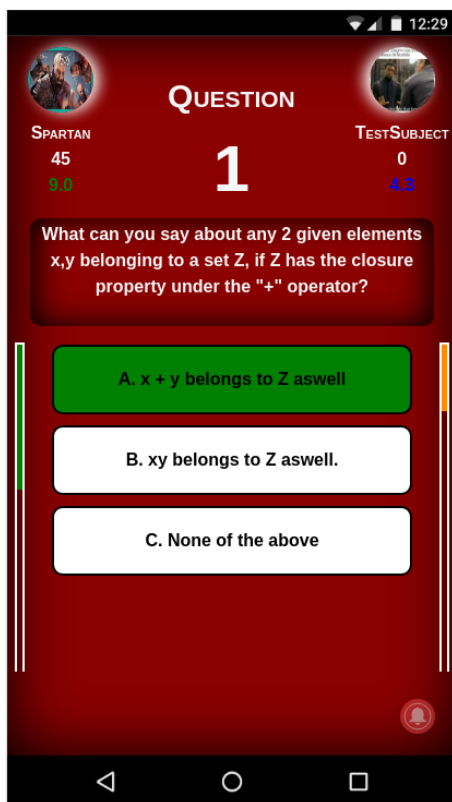 12:29
QUESTION
SPARTAN
TESTSUBJECT
45
1
0
9.0
4.3
What can you say about any 2 given elements
x,y belonging to a set Z, if Z has the closure
property under the "+" operator?
A. x + y belongs to Z aswell
B. xy belongs to Z aswell.
C. None of the above